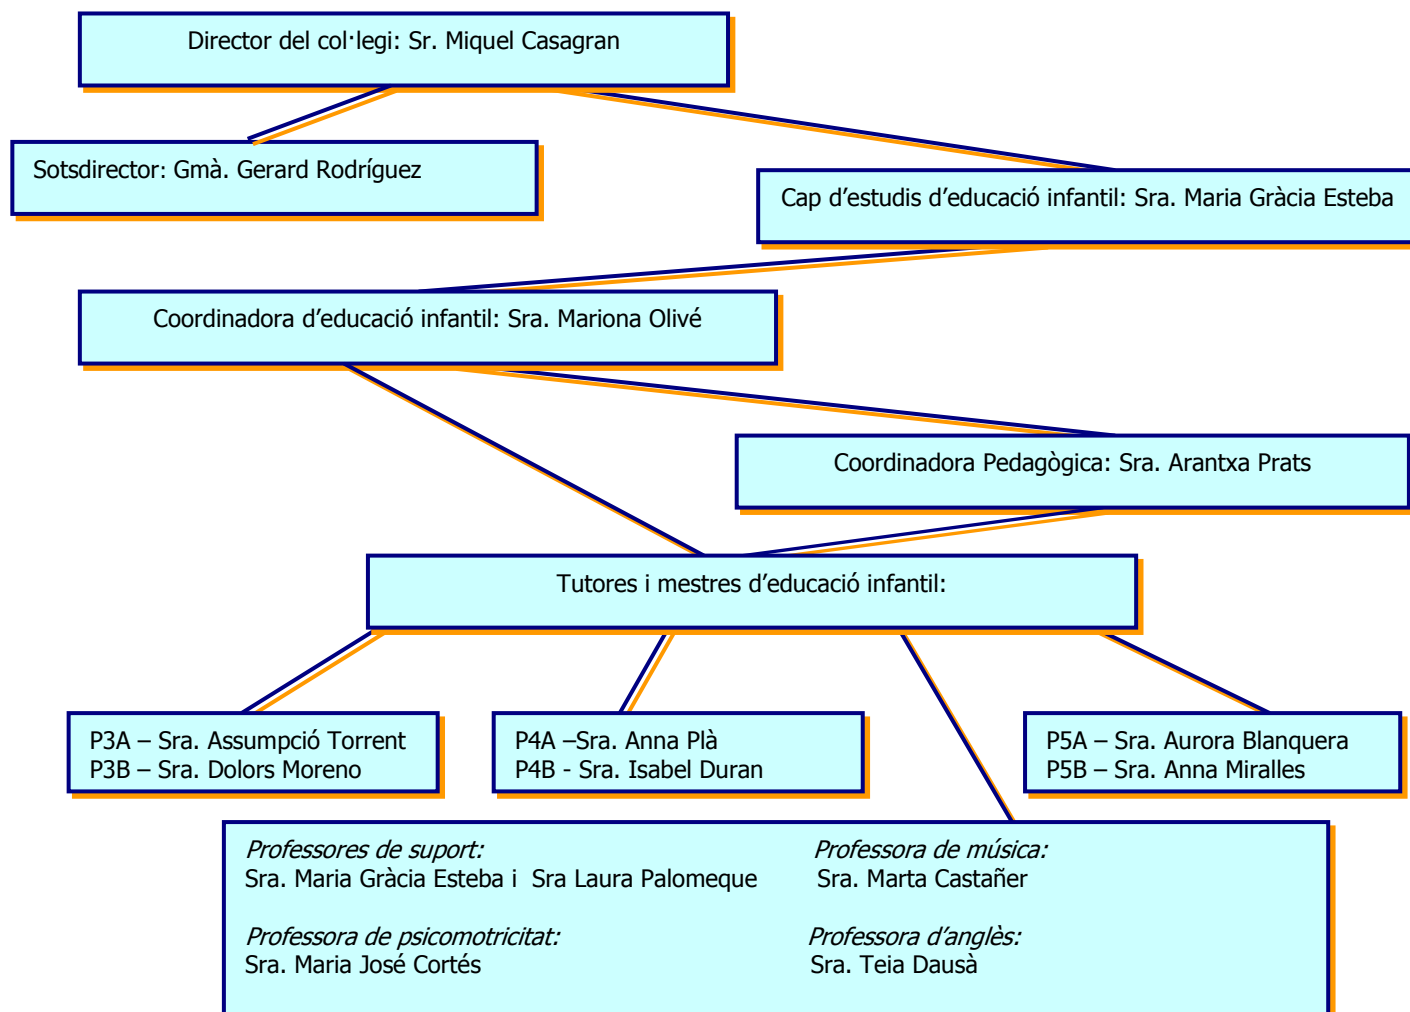 Director del col·legi: Sr. Miquel Casagran
Sotsdirector: Gmà. Gerard Rodríguez
Cap d’estudis d’educació infantil: Sra. Maria Gràcia Esteba
Coordinadora d’educació infantil: Sra. Mariona Olivé
Coordinadora Pedagògica: Sra. Arantxa Prats
Tutores i mestres d’educació infantil:
P3A – Sra. Assumpció Torrent
P3B – Sra. Dolors Moreno
P4A –Sra. Anna Plà
P4B - Sra. Isabel Duran
P5A – Sra. Aurora Blanquera
P5B – Sra. Anna Miralles
Professores de suport:
Sra. Maria Gràcia Esteba i Sra Laura Palomeque
Professora de música:
Sra. Marta Castañer
Professora de psicomotricitat:
Sra. Maria José Cortés
Professora d’anglès:
Sra. Teia Dausà